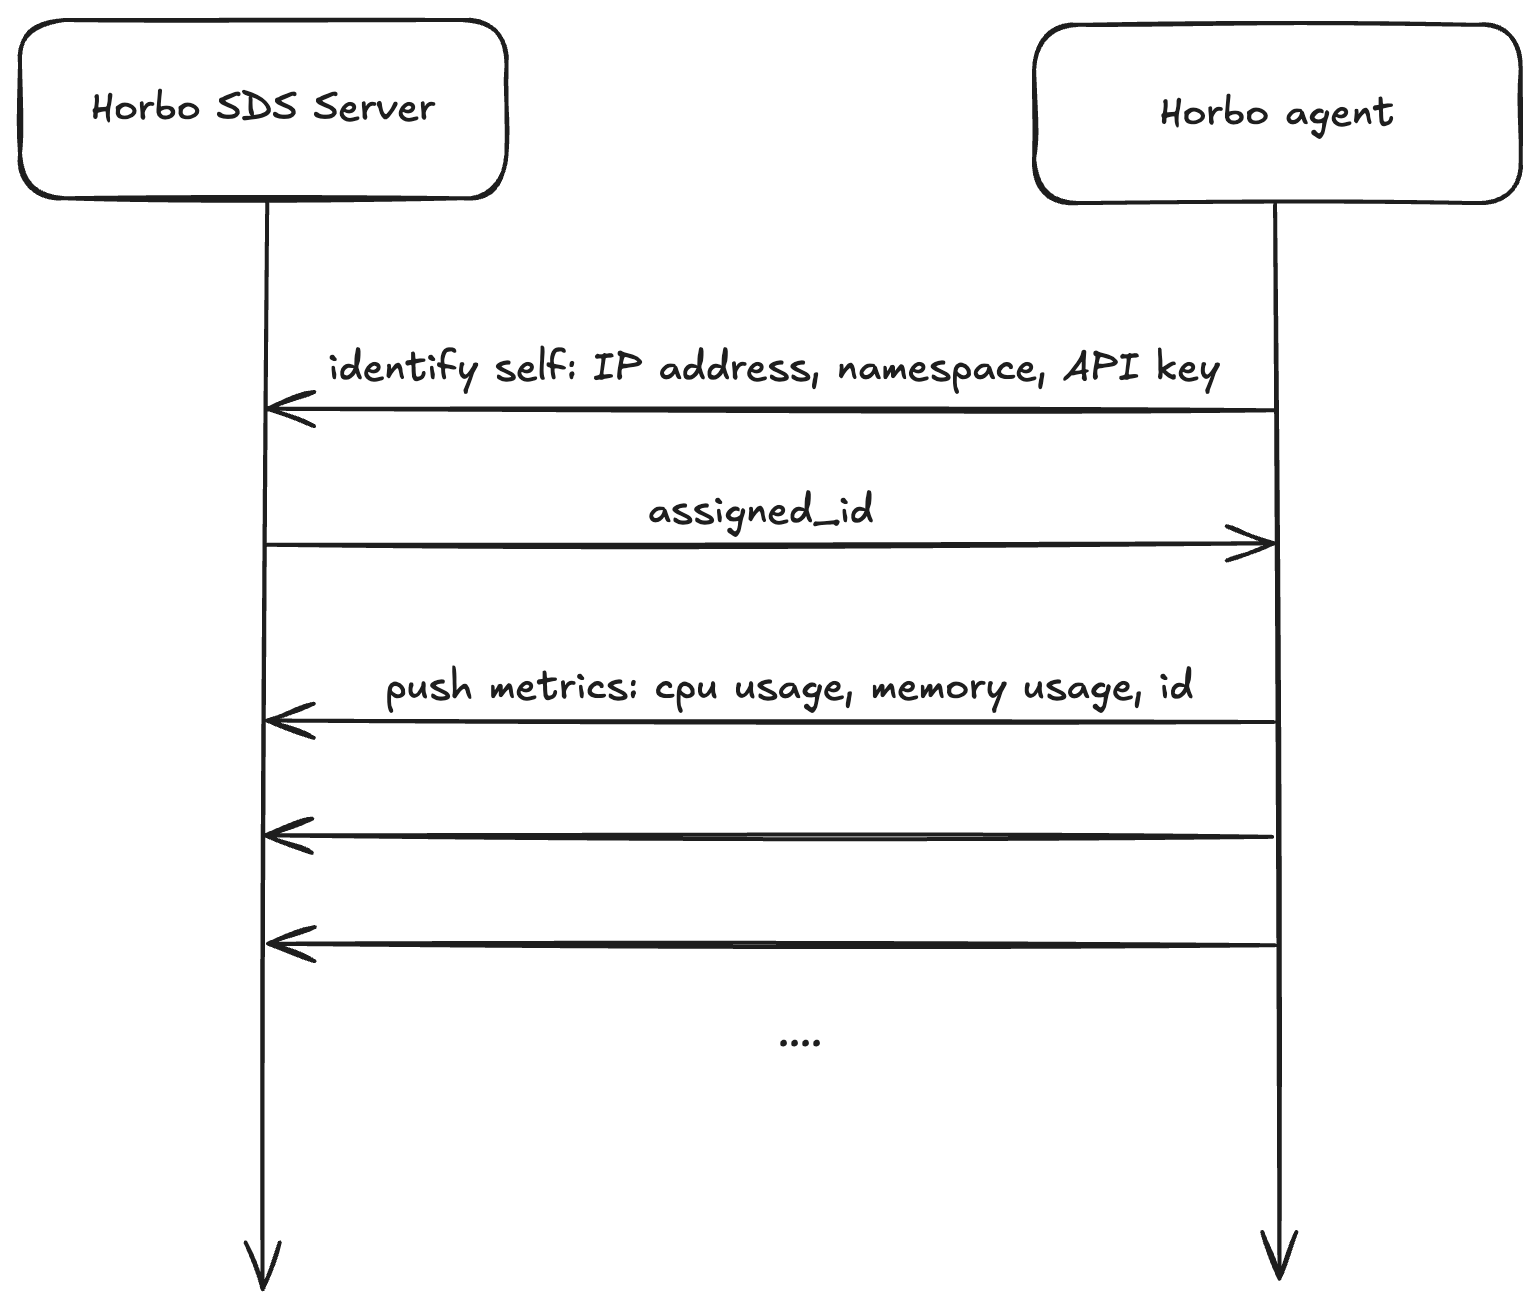 Horbo SDS Server
Horbo agent
identify self: IP address, namespace, API key
assigned_id
push metrics: cpu usage, memory usage, id
....